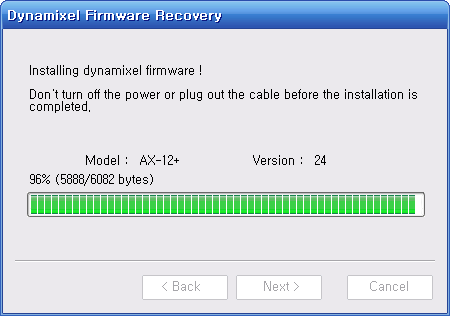 Dynamixel Firmware Recovery
Installing dynamixel firmware !
Don't turn off the power or plug out the cable before the installation is
completed.
Model : AX-12+ Version : 24
96% (5888/6082 bytes)
< Back Next > Cancel